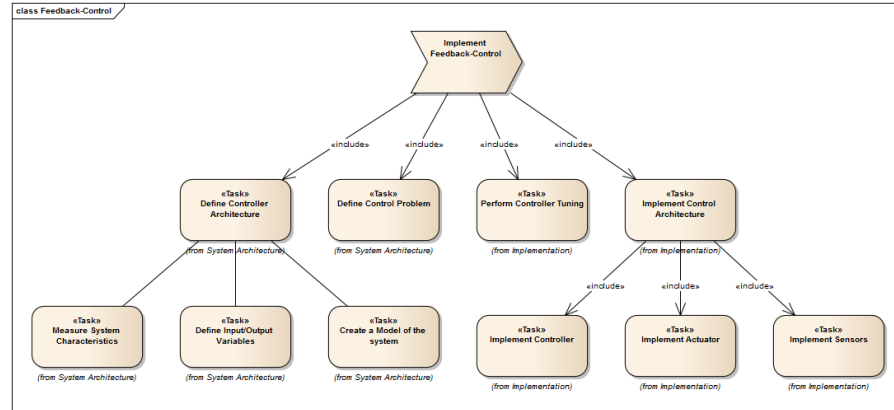 class Feedback-Control
Implement
Feedback-Control
«include»
«include»
«include»
«include»
«Task»
Define Controller
Architecture
(from System Architecture)
«Task»
Define Control Problem
(from System Architecture)
«Task»
Perform Controller Tuning
(from Implementation)
«Task»
Implement Control
Architecture
(from Implementation)
«include»
«include»
«include»
«Task»
Measure System
Characteristics
(from System Architecture)
«Task»
Define Input/Output
Variables
(from System Architecture)
«Task»
Create a Model of the
system
(from System Architecture)
«Task»
Implement Controller
(from Implementation)
«Task»
Implement Actuator
(from Implementation)
«Task»
Implement Sensors
(from Implementation)